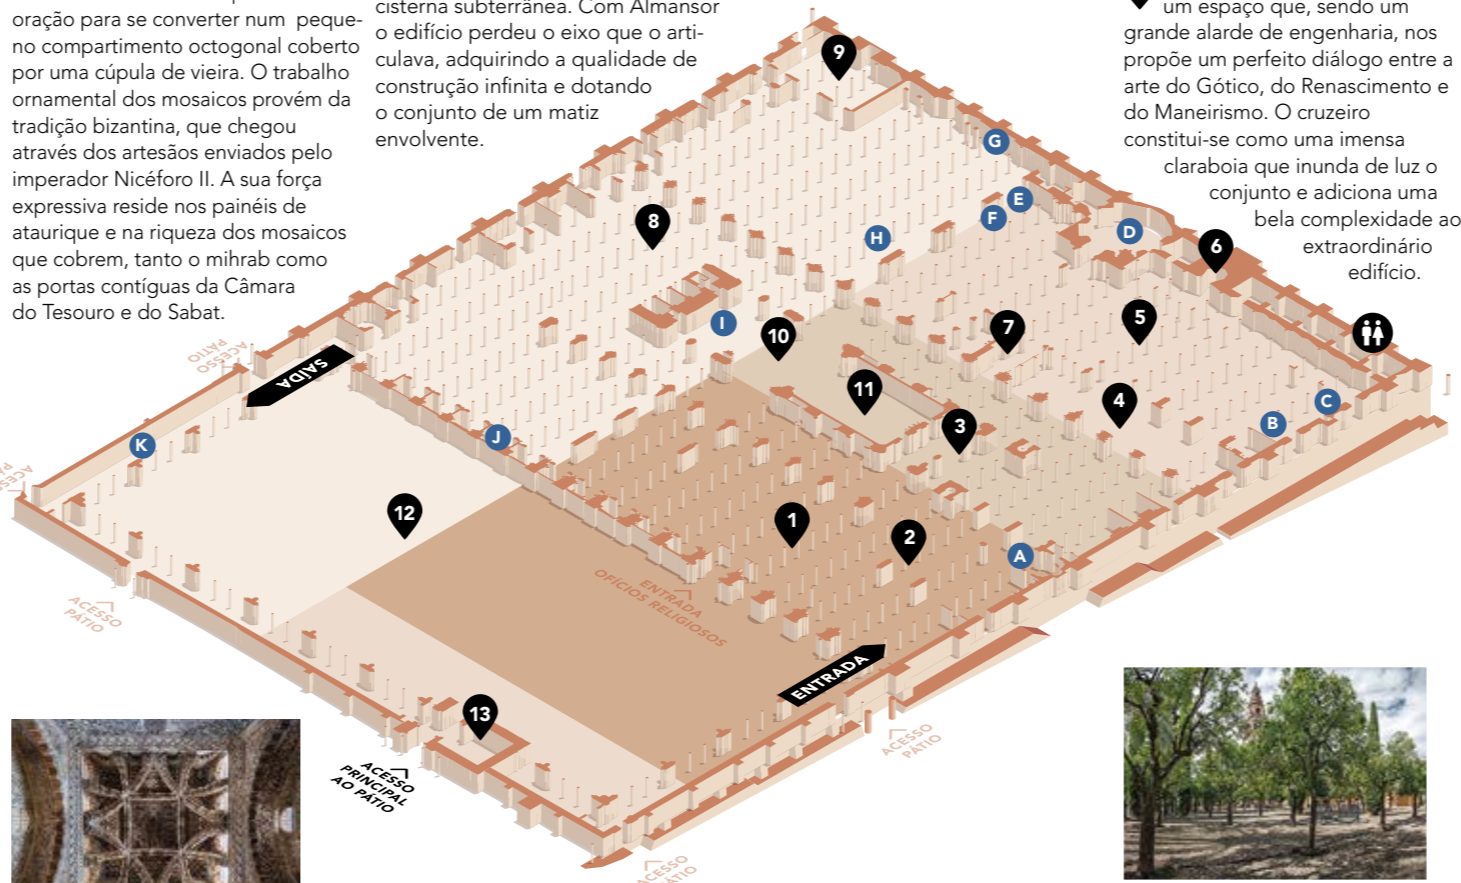 oração para se converter num peque-
no compartimento octogonal coberto
por uma cúpula de vieira. O trabalho
ornamental dos mosaicos provém da
tradição bizantina, que chegou
através dos artesãos enviados pelo
imperador Nicéforo II. A sua força
expressiva reside nos painéis de
ataurique e na riqueza dos mosaicos
que cobrem, tanto o mihrab como
as portas contíguas da Câmara
do Tesouro e do Sabat.
cisterna subterrânea. Com Almansor
o edifício perdeu o eixo que o arti-
culava, adquirindo a qualidade de
construção infinita e dotando
o conjunto de um matiz
envolvente.
um espaço que, sendo um
grande alarde de engenharia, nos
propõe um perfeito diálogo entre a
arte do Gótico, do Renascimento e
do Maneirismo. O cruzeiro
constitui-se como uma imensa
claraboia que inunda de luz o
conjunto e adiciona uma
bela complexidade ao
extraordinário
edifício.
9
G
E
F
8
H
D
6
I
10
7
5
ACESSO
PÁTIO
SAÍDA
11
4
C
B
3
J
K
12
1
2
A
ENTRADA
OFÍCIOS RELIGIOSOS
ACESSO
PÁTIO
ENTRADA
13
ACESSO
PRINCIPAL
AO PÁTIO
ACESSO
PÁTIO
ACESSO